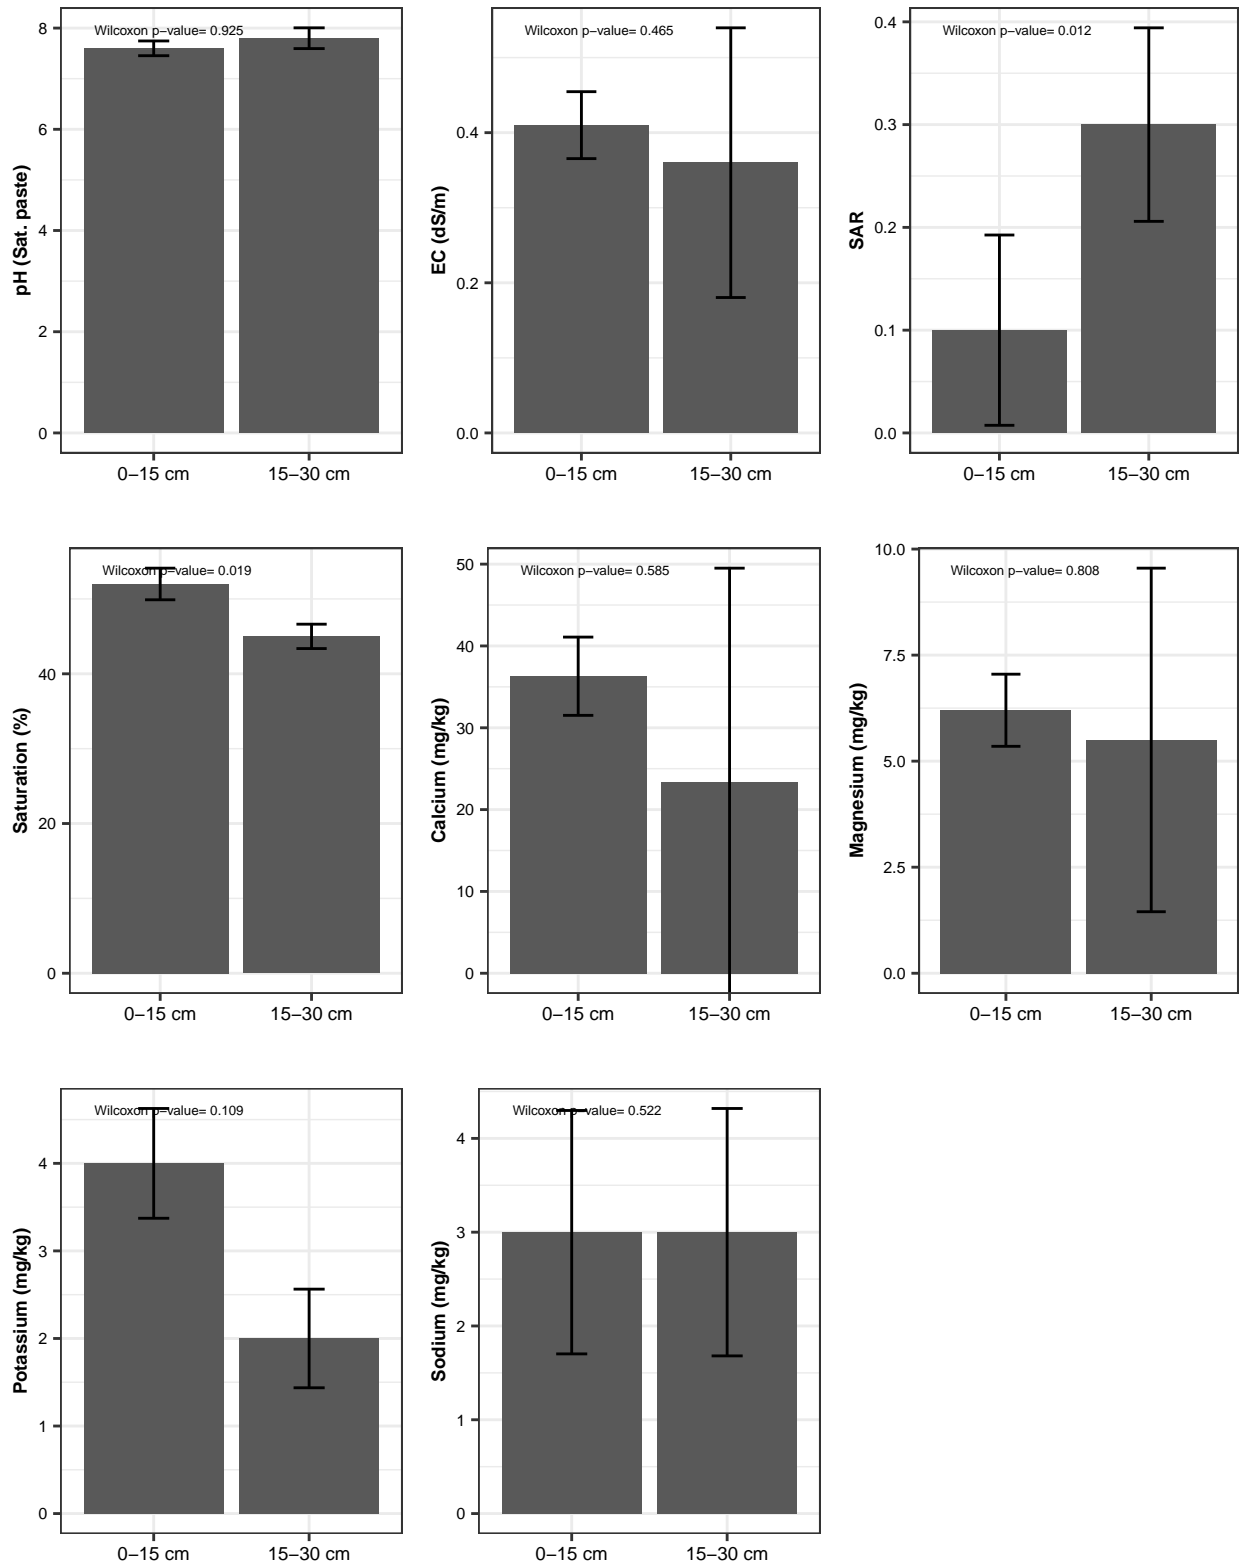 Wilcoxon p−value= 0.925
8
6
4
2
0
pH (Sat. paste)
0−15 cm
15−30 cm
Wilcoxon p−value= 0.465
0.4
0.2
0.0
EC (dS/m)
0−15 cm
15−30 cm
Wilcoxon p−value= 0.012
0.4
0.3
0.2
0.1
0.0
SAR
0−15 cm
15−30 cm
Wilcoxon p−value= 0.019
40
20
0
Saturation (%)
0−15 cm
15−30 cm
Wilcoxon p−value= 0.585
50
40
30
20
10
0
Calcium (mg/kg)
0−15 cm
15−30 cm
Wilcoxon p−value= 0.808
10.0
7.5
5.0
2.5
0.0
Magnesium (mg/kg)
0−15 cm
15−30 cm
Wilcoxon p−value= 0.109
4
3
2
1
0
Potassium (mg/kg)
0−15 cm
15−30 cm
Wilcoxon p−value= 0.522
4
3
2
1
0
Sodium (mg/kg)
0−15 cm
15−30 cm